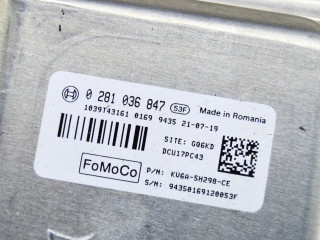 0 281 036 847 53F Made in Romania
1039T43161 0169 9435 21-07-19
SITE: G06KD
DCU17PC43
FoMoCo
P/N: KV6A-5H298-CE
S/N: 94350169120053F